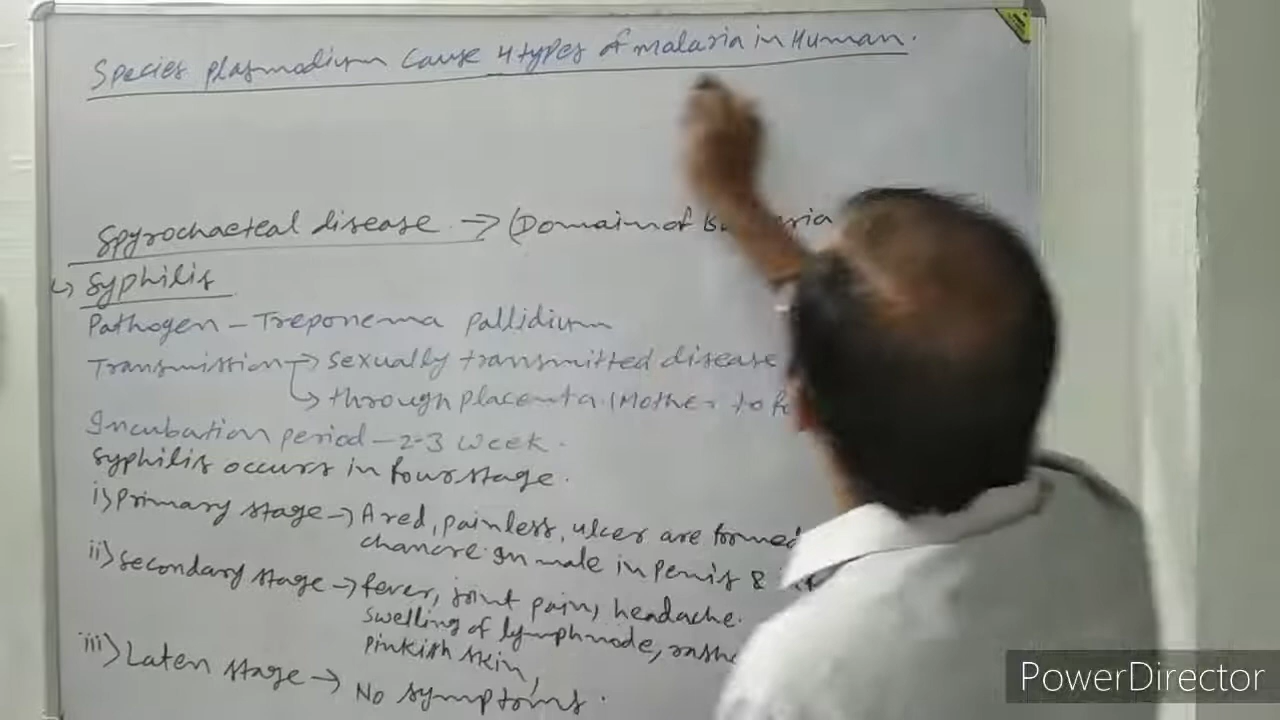 Species plasmodium cause 4 types of malaria in Human.
Spyrochaeteal disease → (Domain of
↳ Syphilis
Pathogen - Treponema pallidium
Transmission → sexually transmitted disease
↳ through placenta (Mother to
Incubation period - 2-3 week.
Syphilis occurs in four stage.
i) Primary stage → A red, painless, ulcer are formed
chancre. In male in penis &
ii) Secondary stage → fever, joint pain, headache.
swelling of lymphnode,
Pinkish skin,
iii) Laten stage → No symptoms.
PowerDirector